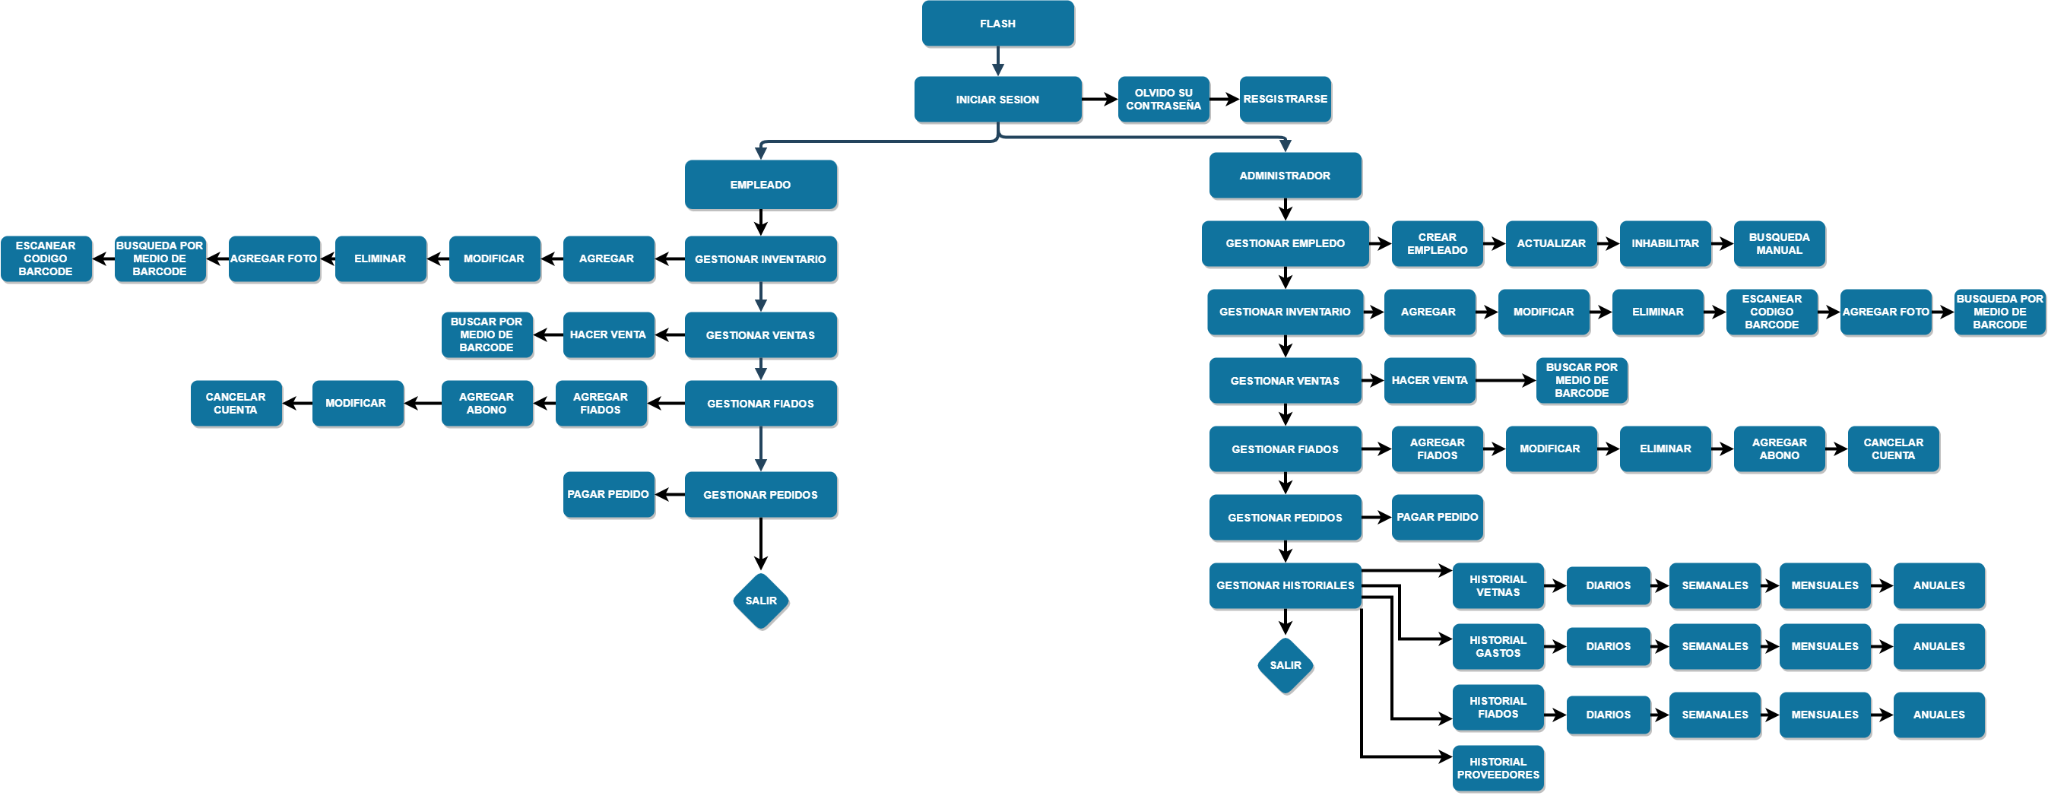 FLASH
INICIAR SESION
OLVIDO SU
CONTRASEÑA
RESGISTRARSE
EMPLEADO
ESCANEAR
CODIGO
BARCODE
BUSQUEDA POR
MEDIO DE
BARCODE
AGREGAR FOTO
ELIMINAR
MODIFICAR
AGREGAR
GESTIONAR INVENTARIO
BUSCAR POR
MEDIO DE
BARCODE
HACER VENTA
GESTIONAR VENTAS
CANCELAR
CUENTA
MODIFICAR
AGREGAR
ABONO
AGREGAR
FIADOS
GESTIONAR FIADOS
PAGAR PEDIDO
GESTIONAR PEDIDOS
SALIR
ADMINISTRADOR
GESTIONAR EMPLEDO
CREAR
EMPLEADO
ACTUALIZAR
INHABILITAR
BUSQUEDA
MANUAL
GESTIONAR INVENTARIO
AGREGAR
MODIFICAR
ELIMINAR
ESCANEAR
CODIGO
BARCODE
AGREGAR FOTO
BUSQUEDA POR
MEDIO DE
BARCODE
GESTIONAR VENTAS
HACER VENTA
BUSCAR POR
MEDIO DE
BARCODE
GESTIONAR FIADOS
AGREGAR
FIADOS
MODIFICAR
ELIMINAR
AGREGAR
ABONO
CANCELAR
CUENTA
GESTIONAR PEDIDOS
PAGAR PEDIDO
GESTIONAR HISTORIALES
HISTORIAL
VETNAS
DIARIOS
SEMANALES
MENSUALES
ANUALES
HISTORIAL
GASTOS
DIARIOS
SEMANALES
MENSUALES
ANUALES
SALIR
HISTORIAL
FIADOS
DIARIOS
SEMANALES
MENSUALES
ANUALES
HISTORIAL
PROVEEDORES